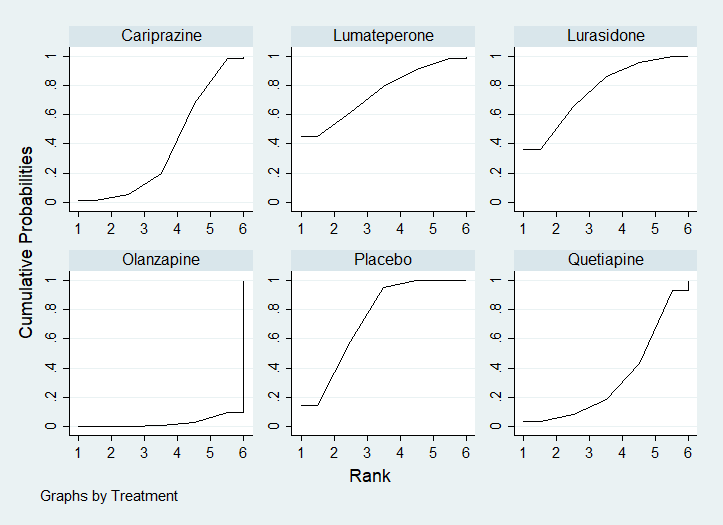 Cariprazine Lumateperone Lurasidone
0 .2 .4 .6 .8 1
0 .2 .4 .6 .8 1
0 .2 .4 .6 .8 1
1 2 3 4 5 6
1 2 3 4 5 6
1 2 3 4 5 6
Olanzapine Placebo Quetiapine
0 .2 .4 .6 .8 1
0 .2 .4 .6 .8 1
0 .2 .4 .6 .8 1
1 2 3 4 5 6
1 2 3 4 5 6
1 2 3 4 5 6
Cumulative Probabilities
Rank
Graphs by Treatment